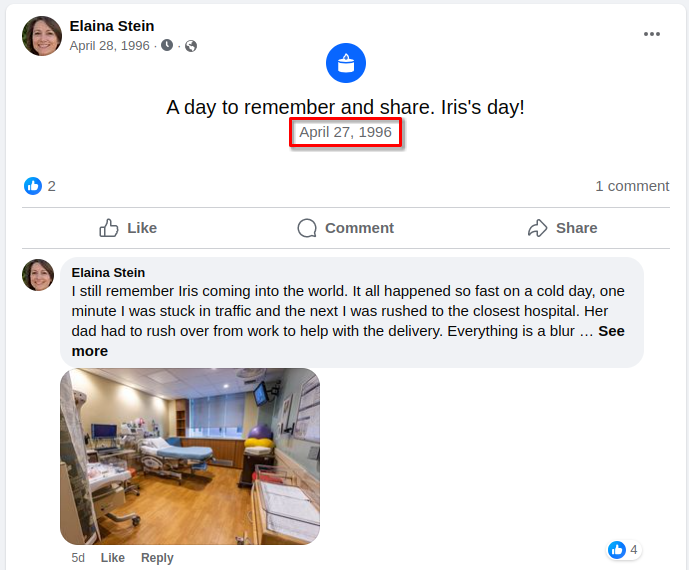 Elaina Stein
April 28, 1996 · ·
A day to remember and share. Iris's day!
April 27, 1996
2
1 comment
Like Comment Share
Elaina Stein
I still remember Iris coming into the world. It all happened so fast on a cold day, one
minute I was stuck in traffic and the next I was rushed to the closest hospital. Her
dad had to rush over from work to help with the delivery. Everything is a blur … See
more
5d Like Reply
4